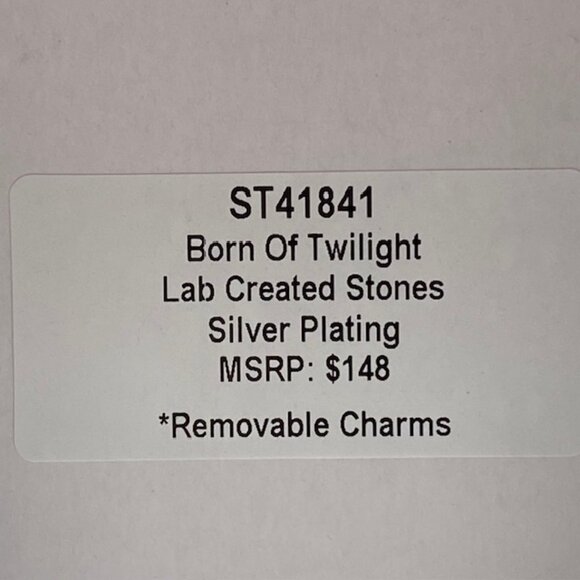 ST41841
Born Of Twilight
Lab Created Stones
Silver Plating
MSRP: $148
*Removable Charms